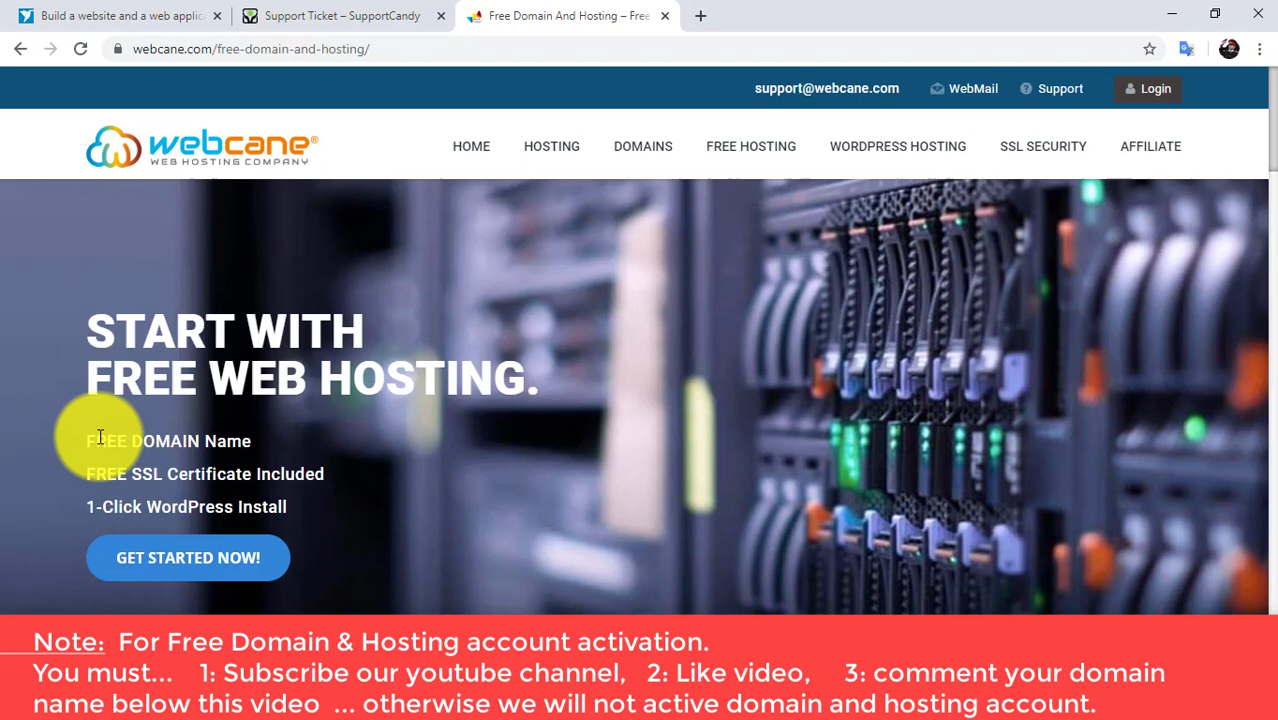 Build a website and a web applic
Support Ticket – SupportCandy
Free Domain And Hosting – Free
webcane.com/free-domain-and-hosting/
support@webcane.com WebMail Support Login
webcane®
WEB HOSTING COMPANY
HOME HOSTING DOMAINS FREE HOSTING WORDPRESS HOSTING SSL SECURITY AFFILIATE
START WITH
FREE WEB HOSTING.
FREE DOMAIN Name
FREE SSL Certificate Included
1-Click WordPress Install
GET STARTED NOW!
Note: For Free Domain & Hosting account activation.
You must... 1: Subscribe our youtube channel, 2: Like video, 3: comment your domain
name below this video ... otherwise we will not active domain and hosting account.